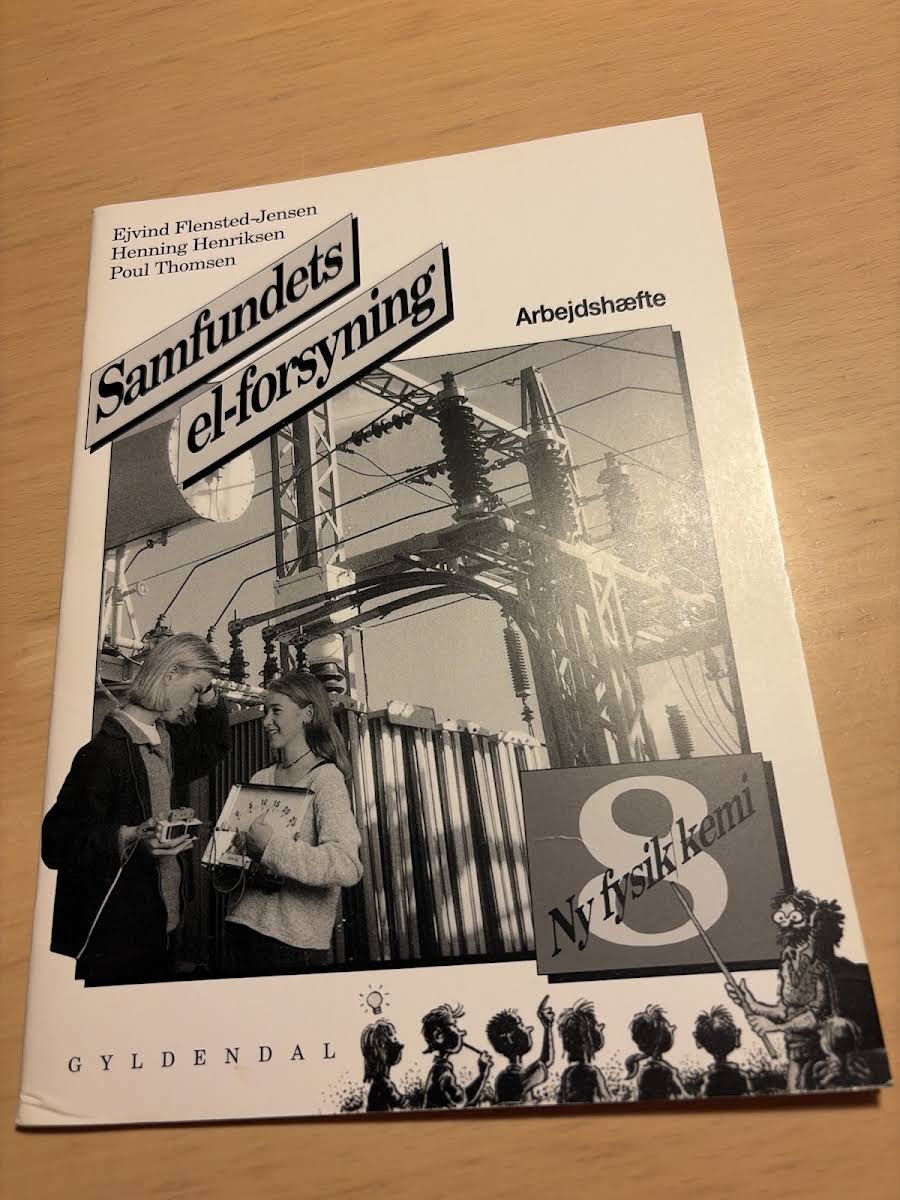 Ejvind Flensted-Jensen
Henning Henriksen
Poul Thomsen
Samfundets
el-forsyning
Arbejdshæfte
8
Ny fysik kemi
GYLDENDAL